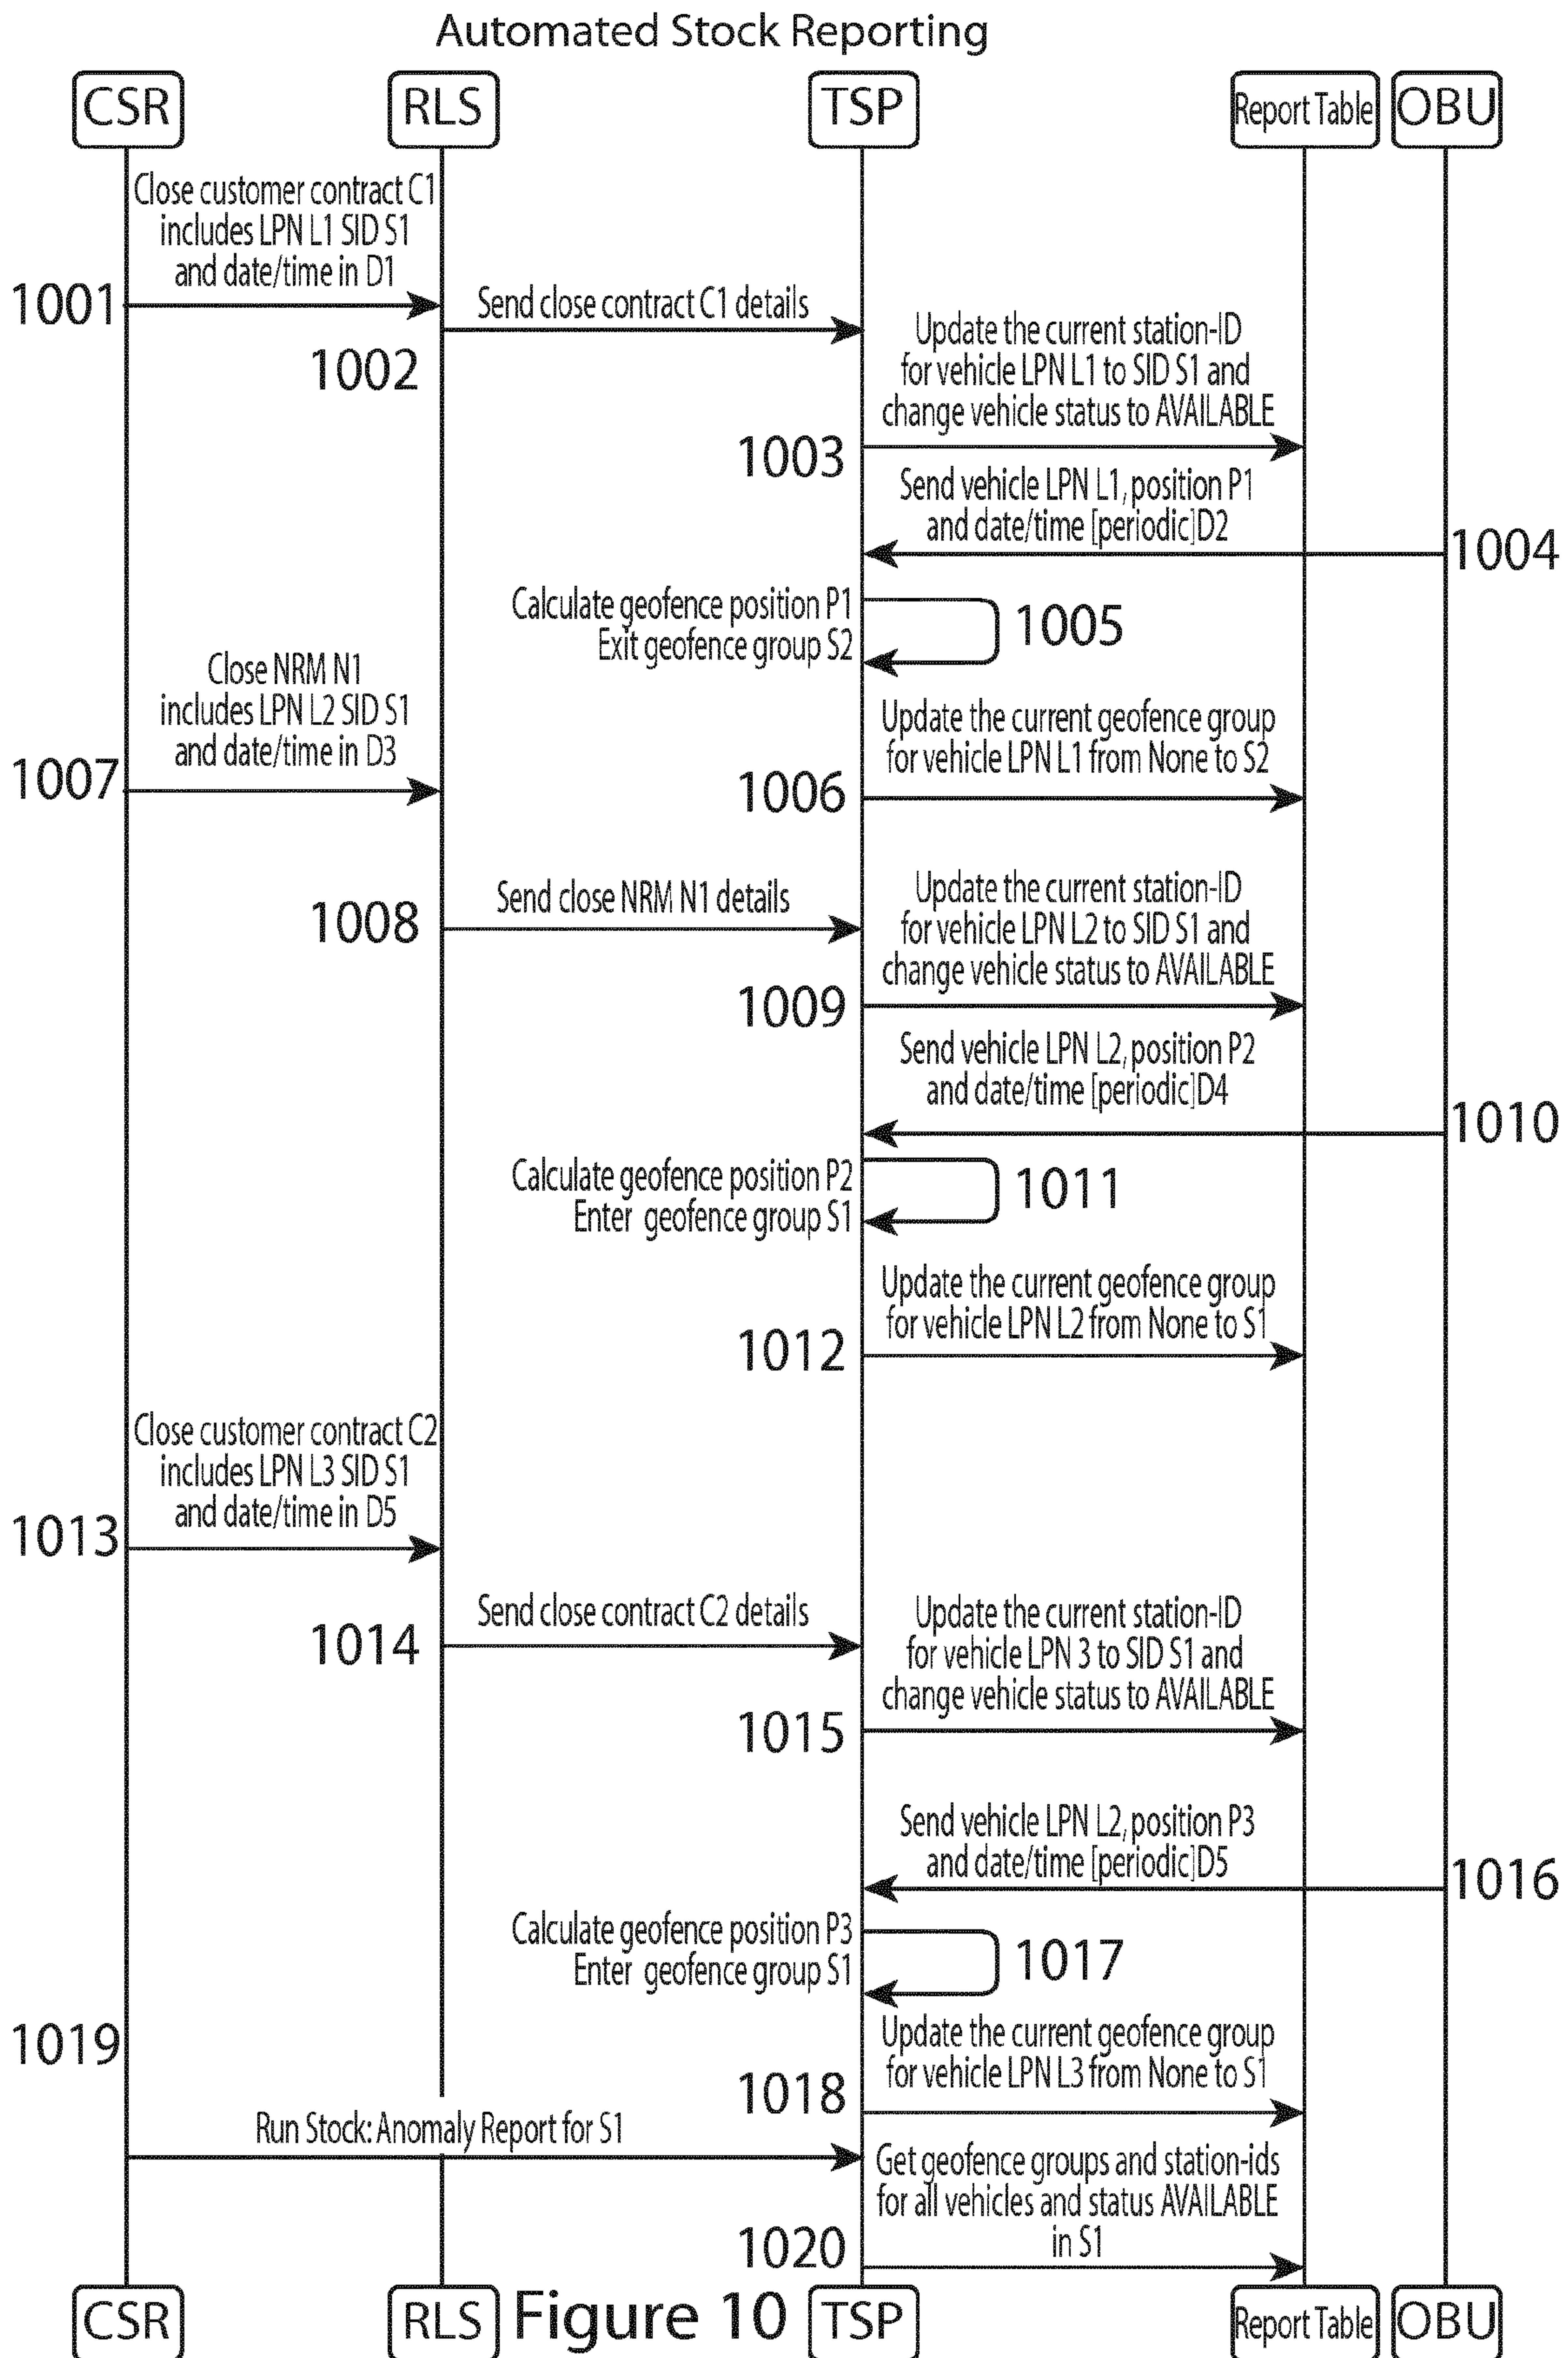 Automated Stock Reporting
CSR
RLS
TSP
Report Table
OBU
Close customer contract C1
includes LPN L1 SID S1
and date/time in D1
1001
Send close contract C1 details
1002
Update the current station-ID
for vehicle LPN L1 to SID S1 and
change vehicle status to AVAILABLE
1003
Send vehicle LPN L1, position P1
and date/time [periodic]D2
1004
Calculate geofence position P1
Exit geofence group S2
1005
Close NRM N1
includes LPN L2 SID S1
and date/time in D3
1007
Update the current geofence group
for vehicle LPN L1 from None to S2
1006
Send close NRM N1 details
1008
Update the current station-ID
for vehicle LPN L2 to SID S1 and
change vehicle status to AVAILABLE
1009
Send vehicle LPN L2, position P2
and date/time [periodic]D4
1010
Calculate geofence position P2
Enter geofence group S1
1011
Update the current geofence group
for vehicle LPN L2 from None to S1
1012
Close customer contract C2
includes LPN L3 SID S1
and date/time in D5
1013
Send close contract C2 details
1014
Update the current station-ID
for vehicle LPN 3 to SID S1 and
change vehicle status to AVAILABLE
1015
Send vehicle LPN L2, position P3
and date/time [periodic]D5
1016
Calculate geofence position P3
Enter geofence group S1
1017
1019
Update the current geofence group
for vehicle LPN L3 from None to S1
1018
Run Stock: Anomaly Report for S1
Get geofence groups and station-ids
for all vehicles and status AVAILABLE
in S1
1020
CSR
RLS
Figure 10
TSP
Report Table
OBU